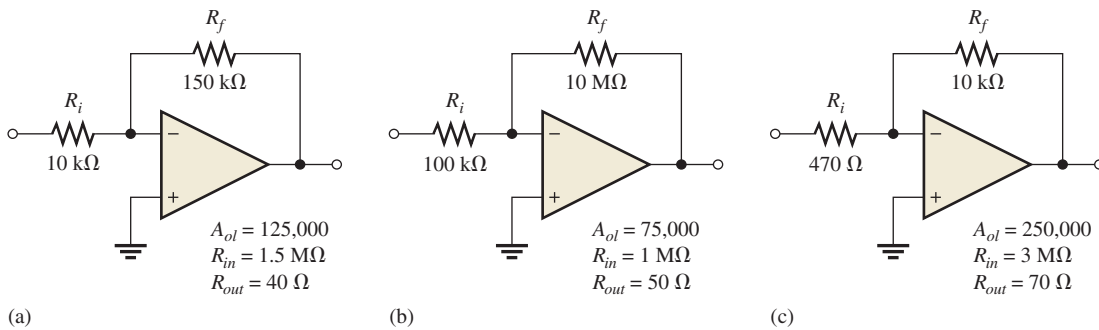 R_f
150 kΩ
R_i
10 kΩ
−
+
A_ol = 125,000
R_in = 1.5 MΩ
R_out = 40 Ω
(a)
R_f
10 MΩ
R_i
100 kΩ
−
+
A_ol = 75,000
R_in = 1 MΩ
R_out = 50 Ω
(b)
R_f
10 kΩ
R_i
470 Ω
−
+
A_ol = 250,000
R_in = 3 MΩ
R_out = 70 Ω
(c)